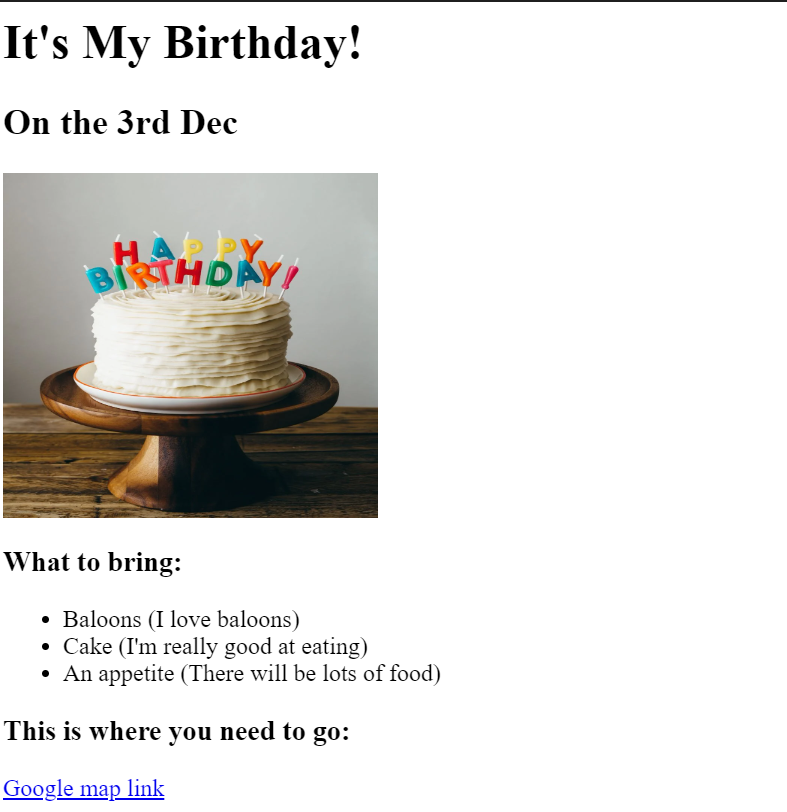 It's My Birthday!
On the 3rd Dec
HAPPY
BIRTHDAY!
What to bring:
Baloons (I love baloons)
Cake (I'm really good at eating)
An appetite (There will be lots of food)
This is where you need to go:
Google map link